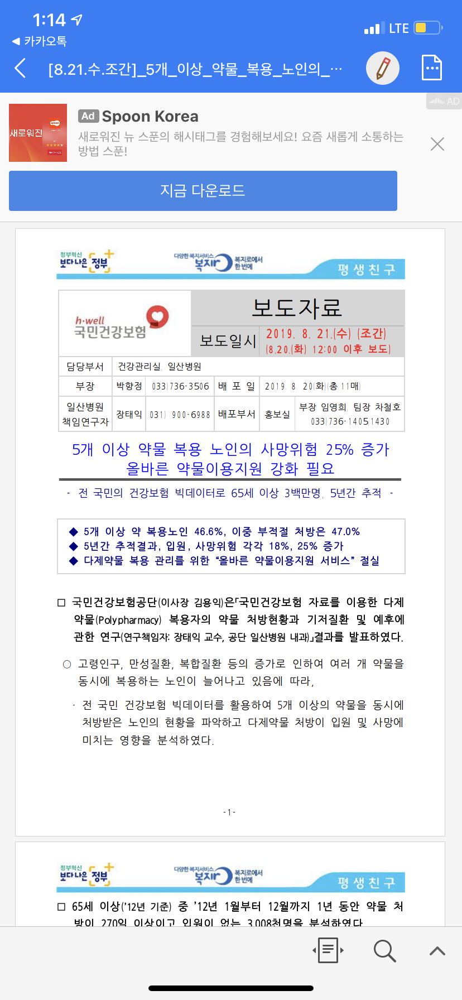 1:14
LTE
◀ 카카오톡
[8.21.수.조간]_5개_이상_약물_복용_노인의_···
AD
새로워진
Spoon
Ad Spoon Korea
새로워진 뉴 스푼의 해시태그를 경험해보세요! 요즘 새롭게 소통하는
방법 스푼!
지금 다운로드
정부혁신
보다나은 정부
다양한 복지서비스
복지로
복지로에서
한번에
평생친구
h·well
국민건강보험
보도자료
보도일시
2019. 8. 21.(수) (조간)
(8.20.(화) 12:00 이후 보도)
담당부서 건강관리실, 일산병원
부장 박향정 033)736-3506 배 포 일 2019. 8. 20(화)(총 11매)
일산병원
책임연구자
장태익 031) 900-6988 배포부서 홍보실
부장 임영희, 팀장 차철호
033)736-1405,1430
5개 이상 약물 복용 노인의 사망위험 25% 증가
올바른 약물이용지원 강화 필요
- 전 국민의 건강보험 빅데이터로 65세 이상 3백만명, 5년간 추적 -
◆ 5개 이상 약 복용노인 46.6%, 이중 부적절 처방은 47.0%
◆ 5년간 추적결과, 입원, 사망위험 각각 18%, 25% 증가
◆ 다제약물 복용 관리를 위한 “올바른 약물이용지원 서비스” 절실
□ 국민건강보험공단(이사장 김용익)은「국민건강보험 자료를 이용한 다제
약물(Polypharmacy) 복용자의 약물 처방현황과 기저질환 및 예후에
관한 연구(연구책임자: 장태익 교수, 공단 일산병원 내과)」결과를 발표하였다.
○ 고령인구, 만성질환, 복합질환 등의 증가로 인하여 여러 개 약물을
동시에 복용하는 노인이 늘어나고 있음에 따라,
- 전 국민 건강보험 빅데이터를 활용하여 5개 이상의 약물을 동시에
처방받은 노인의 현황을 파악하고 다제약물 처방이 입원 및 사망에
미치는 영향을 분석하였다.
- 1 -
정부혁신
보다나은 정부
다양한 복지서비스
복지로
복지로에서
한번에
평생친구
□ 65세 이상(’12년 기준) 중 ’12년 1월부터 12월까지 1년 동안 약물 처
방이 270일 이상이고 입원이 없는 3,008천명을 분석하였다